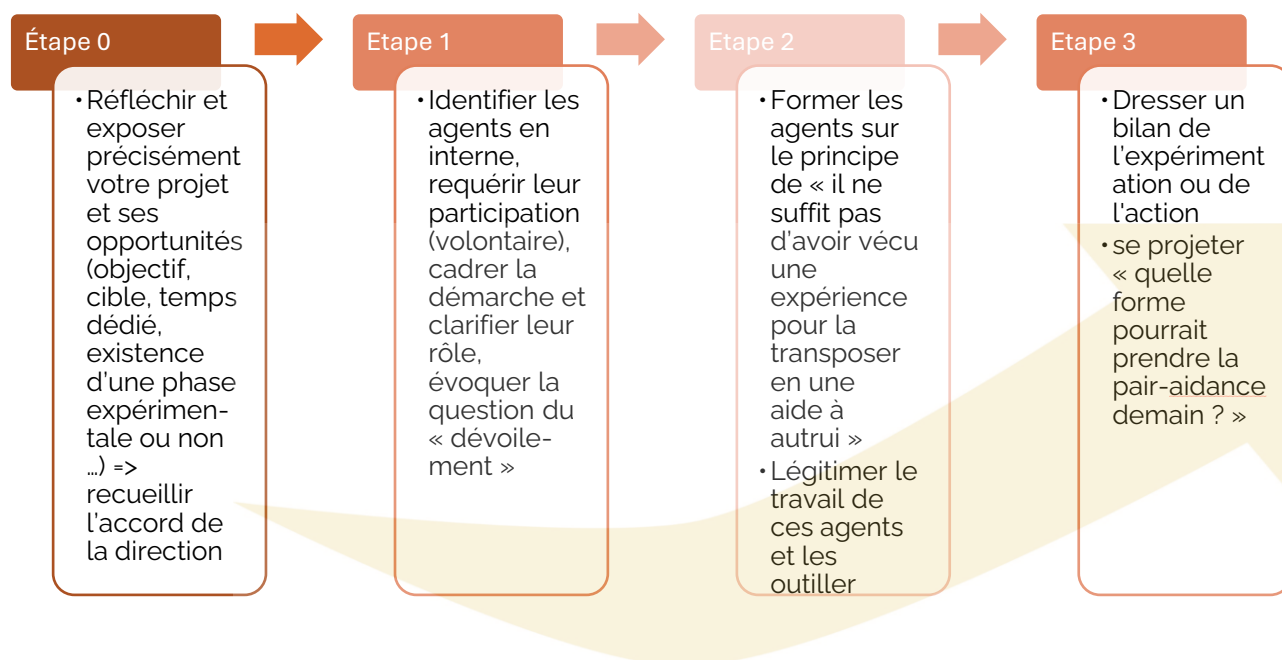 Étape 0
• Réfléchir et
exposer
précisément
votre projet
et ses
opportunités
(objectif,
cible, temps
dédié,
existence
d’une phase
expérimen-
tale ou non
…) =>
recueillir
l’accord de
la direction
Etape 1
• Identifier les
agents en
interne,
requérir leur
participation
(volontaire),
cadrer la
démarche et
clarifier leur
rôle,
évoquer la
question du
« dévoile-
ment »
Etape 2
• Former les
agents sur
le principe
de « il ne
suffit pas
d’avoir vécu
une
expérience
pour la
transposer
en une
aide à
autrui »
• Légitimer le
travail de
ces agents
et les
outiller
Etape 3
• Dresser un
bilan de
l’expériment
ation ou de
l'action
• se projeter
« quelle
forme
pourrait
prendre la
pair-aidance
demain ? »